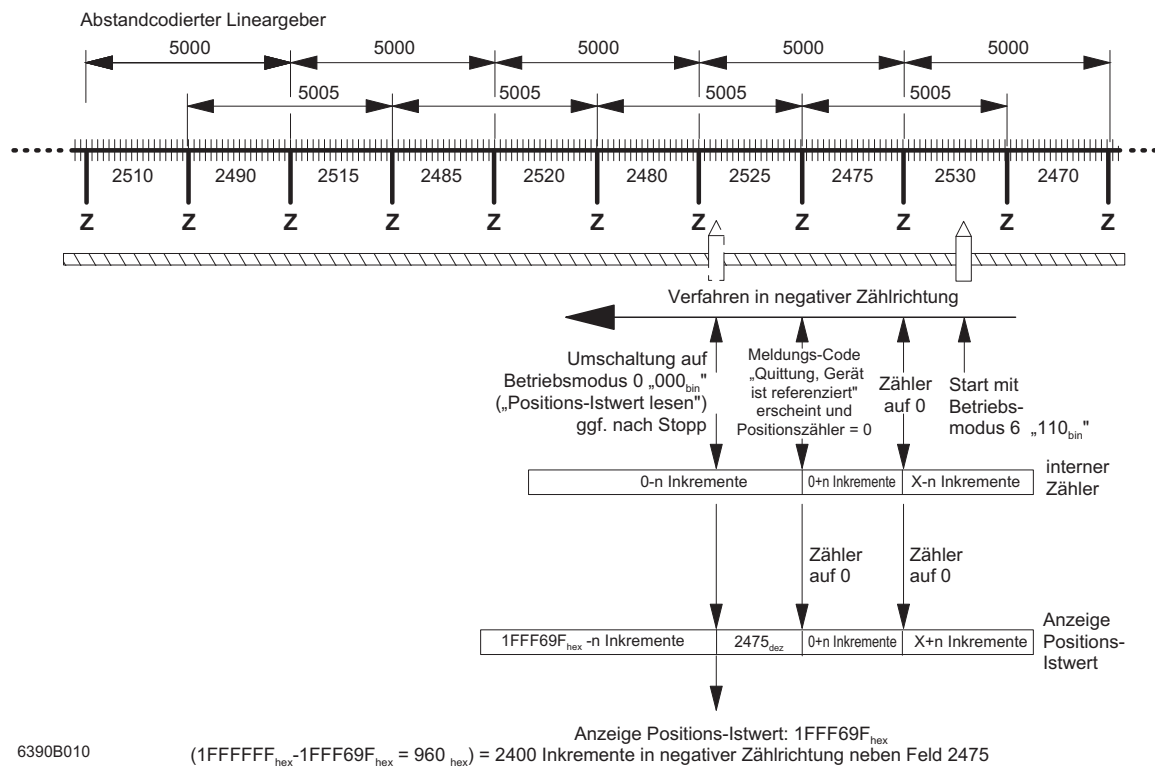 Abstandcodierter Lineargeber
5000 5000 5000 5000 5000
5005 5005 5005 5005
2510 2490 2515 2485 2520 2480 2525 2475 2530 2470
Z Z Z Z Z Z Z Z Z Z Z
Verfahren in negativer Zählrichtung
Umschaltung auf
Betriebsmodus 0 „000bin"
(„Positions-Istwert lesen")
ggf. nach Stopp
Meldungs-Code
„Quittung, Gerät
ist referenziert"
erscheint und
Positionszähler = 0
Zähler
auf 0
Start mit
Betriebs-
modus 6 „110bin"
0-n Inkremente 0+n Inkremente X-n Inkremente
interner
Zähler
Zähler
auf 0
Zähler
auf 0
1FFF69Fhex -n Inkremente 2475dez 0+n Inkremente X+n Inkremente
Anzeige
Positions-
Istwert
Anzeige Positions-Istwert: 1FFF69Fhex
6390B010
(1FFFFFFhex-1FFF69Fhex = 960 hex) = 2400 Inkremente in negativer Zählrichtung neben Feld 2475